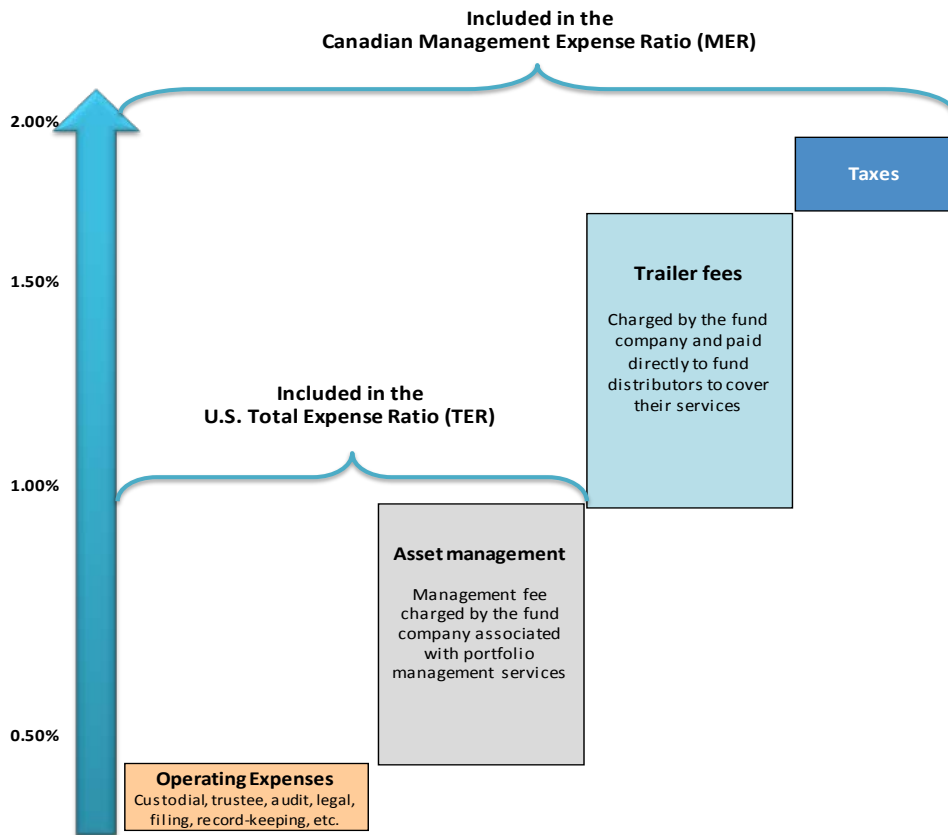 Included in the
Canadian Management Expense Ratio (MER)
2.00%
Taxes
1.50%
Trailer fees
Charged by the fund
company and paid
directly to fund
distributors to cover
their services
Included in the
U.S. Total Expense Ratio (TER)
1.00%
Asset management
Management fee
charged by the fund
company associated
with portfolio
management services
0.50%
Operating Expenses
Custodial, trustee, audit, legal,
filing, record-keeping, etc.